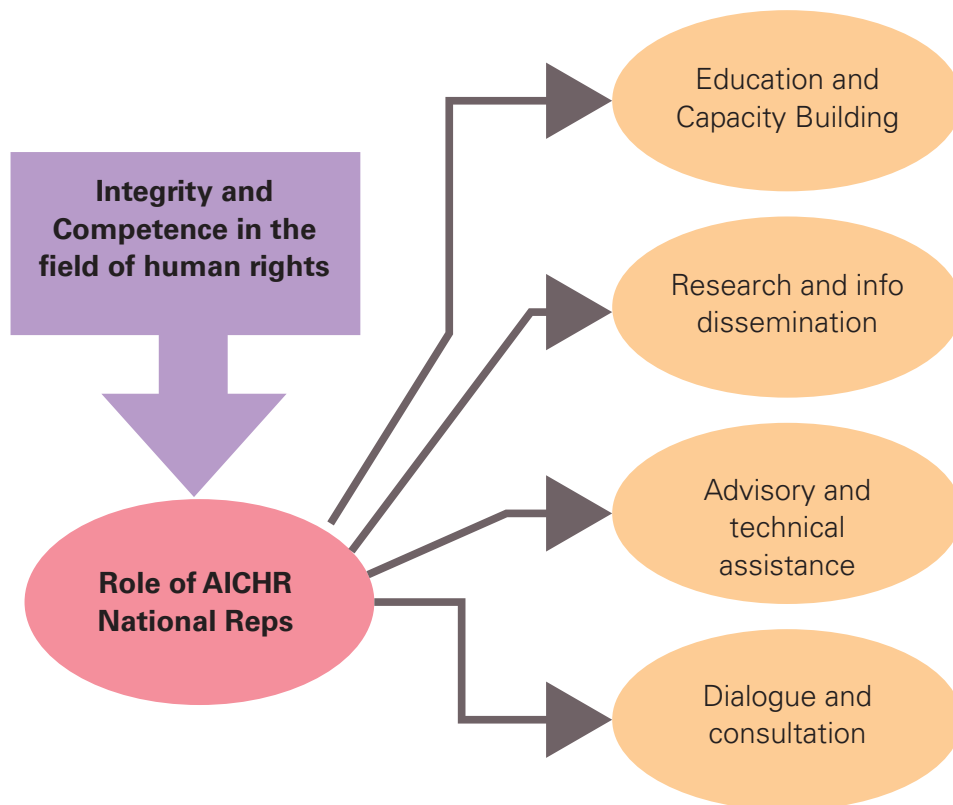 Integrity and
Competence in the
field of human rights
Role of AICHR
National Reps
Education and
Capacity Building
Research and info
dissemination
Advisory and
technical
assistance
Dialogue and
consultation